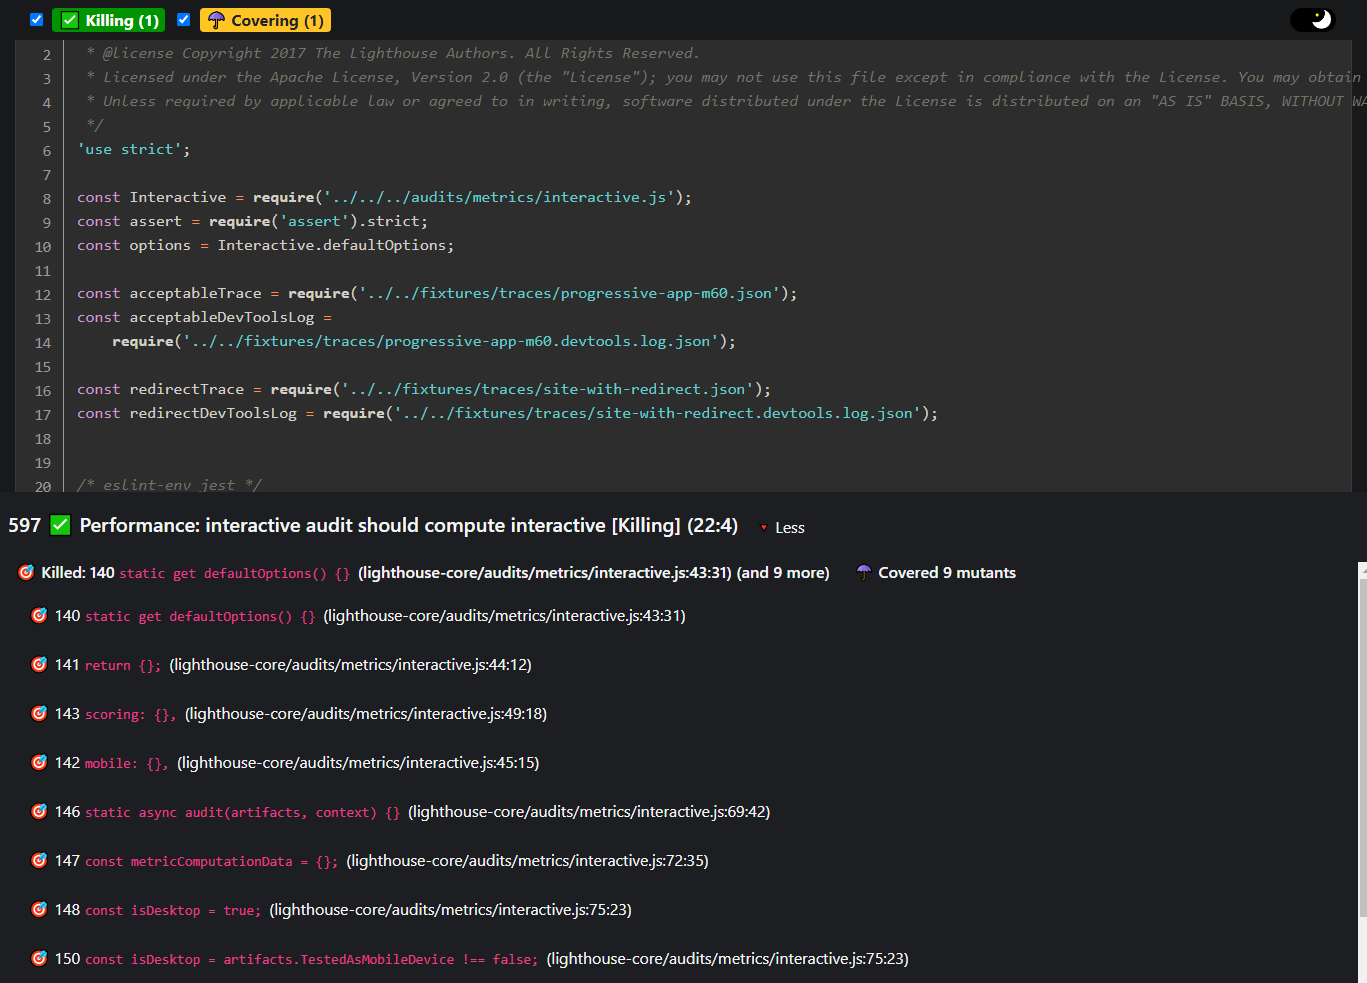 Killing (1) Covering (1)
2 * @license Copyright 2017 The Lighthouse Authors. All Rights Reserved.
3 * Licensed under the Apache License, Version 2.0 (the "License"); you may not use this file except in compliance with the License. You may obtain
4 * Unless required by applicable law or agreed to in writing, software distributed under the License is distributed on an "AS IS" BASIS, WITHOUT WA
5 */
6 'use strict';
7
8 const Interactive = require('../../../audits/metrics/interactive.js');
9 const assert = require('assert').strict;
10 const options = Interactive.defaultOptions;
11
12 const acceptableTrace = require('../../fixtures/traces/progressive-app-m60.json');
13 const acceptableDevToolsLog =
14 require('../../fixtures/traces/progressive-app-m60.devtools.log.json');
15
16 const redirectTrace = require('../../fixtures/traces/site-with-redirect.json');
17 const redirectDevToolsLog = require('../../fixtures/traces/site-with-redirect.devtools.log.json');
18
19
20 /* eslint-env jest */
597 Performance: interactive audit should compute interactive [Killing] (22:4) Less
Killed: 140 static get defaultOptions() {} (lighthouse-core/audits/metrics/interactive.js:43:31) (and 9 more) Covered 9 mutants
140 static get defaultOptions() {} (lighthouse-core/audits/metrics/interactive.js:43:31)
141 return {}; (lighthouse-core/audits/metrics/interactive.js:44:12)
143 scoring: {}, (lighthouse-core/audits/metrics/interactive.js:49:18)
142 mobile: {}, (lighthouse-core/audits/metrics/interactive.js:45:15)
146 static async audit(artifacts, context) {} (lighthouse-core/audits/metrics/interactive.js:69:42)
147 const metricComputationData = {}; (lighthouse-core/audits/metrics/interactive.js:72:35)
148 const isDesktop = true; (lighthouse-core/audits/metrics/interactive.js:75:23)
150 const isDesktop = artifacts.TestedAsMobileDevice !== false; (lighthouse-core/audits/metrics/interactive.js:75:23)